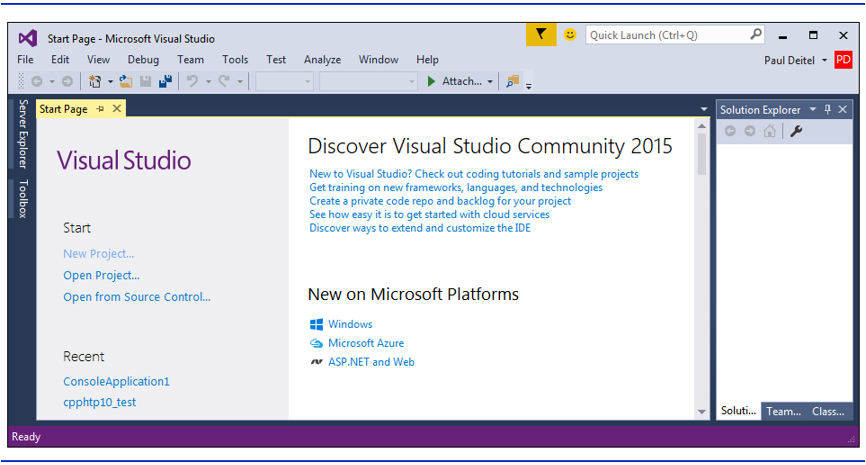 Start Page - Microsoft Visual Studio
Quick Launch (Ctrl+Q)
File Edit View Debug Team Tools Test Analyze Window Help
Paul Deitel PD
Attach...
Server Explorer
Toolbox
Start Page
Visual Studio
Start
New Project...
Open Project...
Open from Source Control...
Recent
ConsoleApplication1
cpphtp10_test
Discover Visual Studio Community 2015
New to Visual Studio? Check out coding tutorials and sample projects
Get training on new frameworks, languages, and technologies
Create a private code repo and backlog for your project
See how easy it is to get started with cloud services
Discover ways to extend and customize the IDE
New on Microsoft Platforms
Windows
Microsoft Azure
ASP.NET and Web
Solution Explorer
Soluti... Team... Class...
Ready